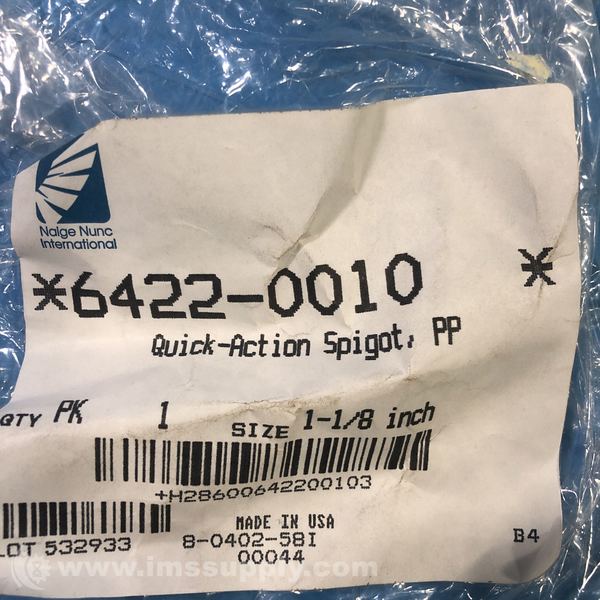 Nalge Nunc
International
*6422-0010 *
Quick-Action Spigot, PP
QTY PK 1 SIZE 1-1/8 inch
+H28600642200103
MADE IN USA
LOT 532933 8-0402-58I B4
00044
www.imssupply.com